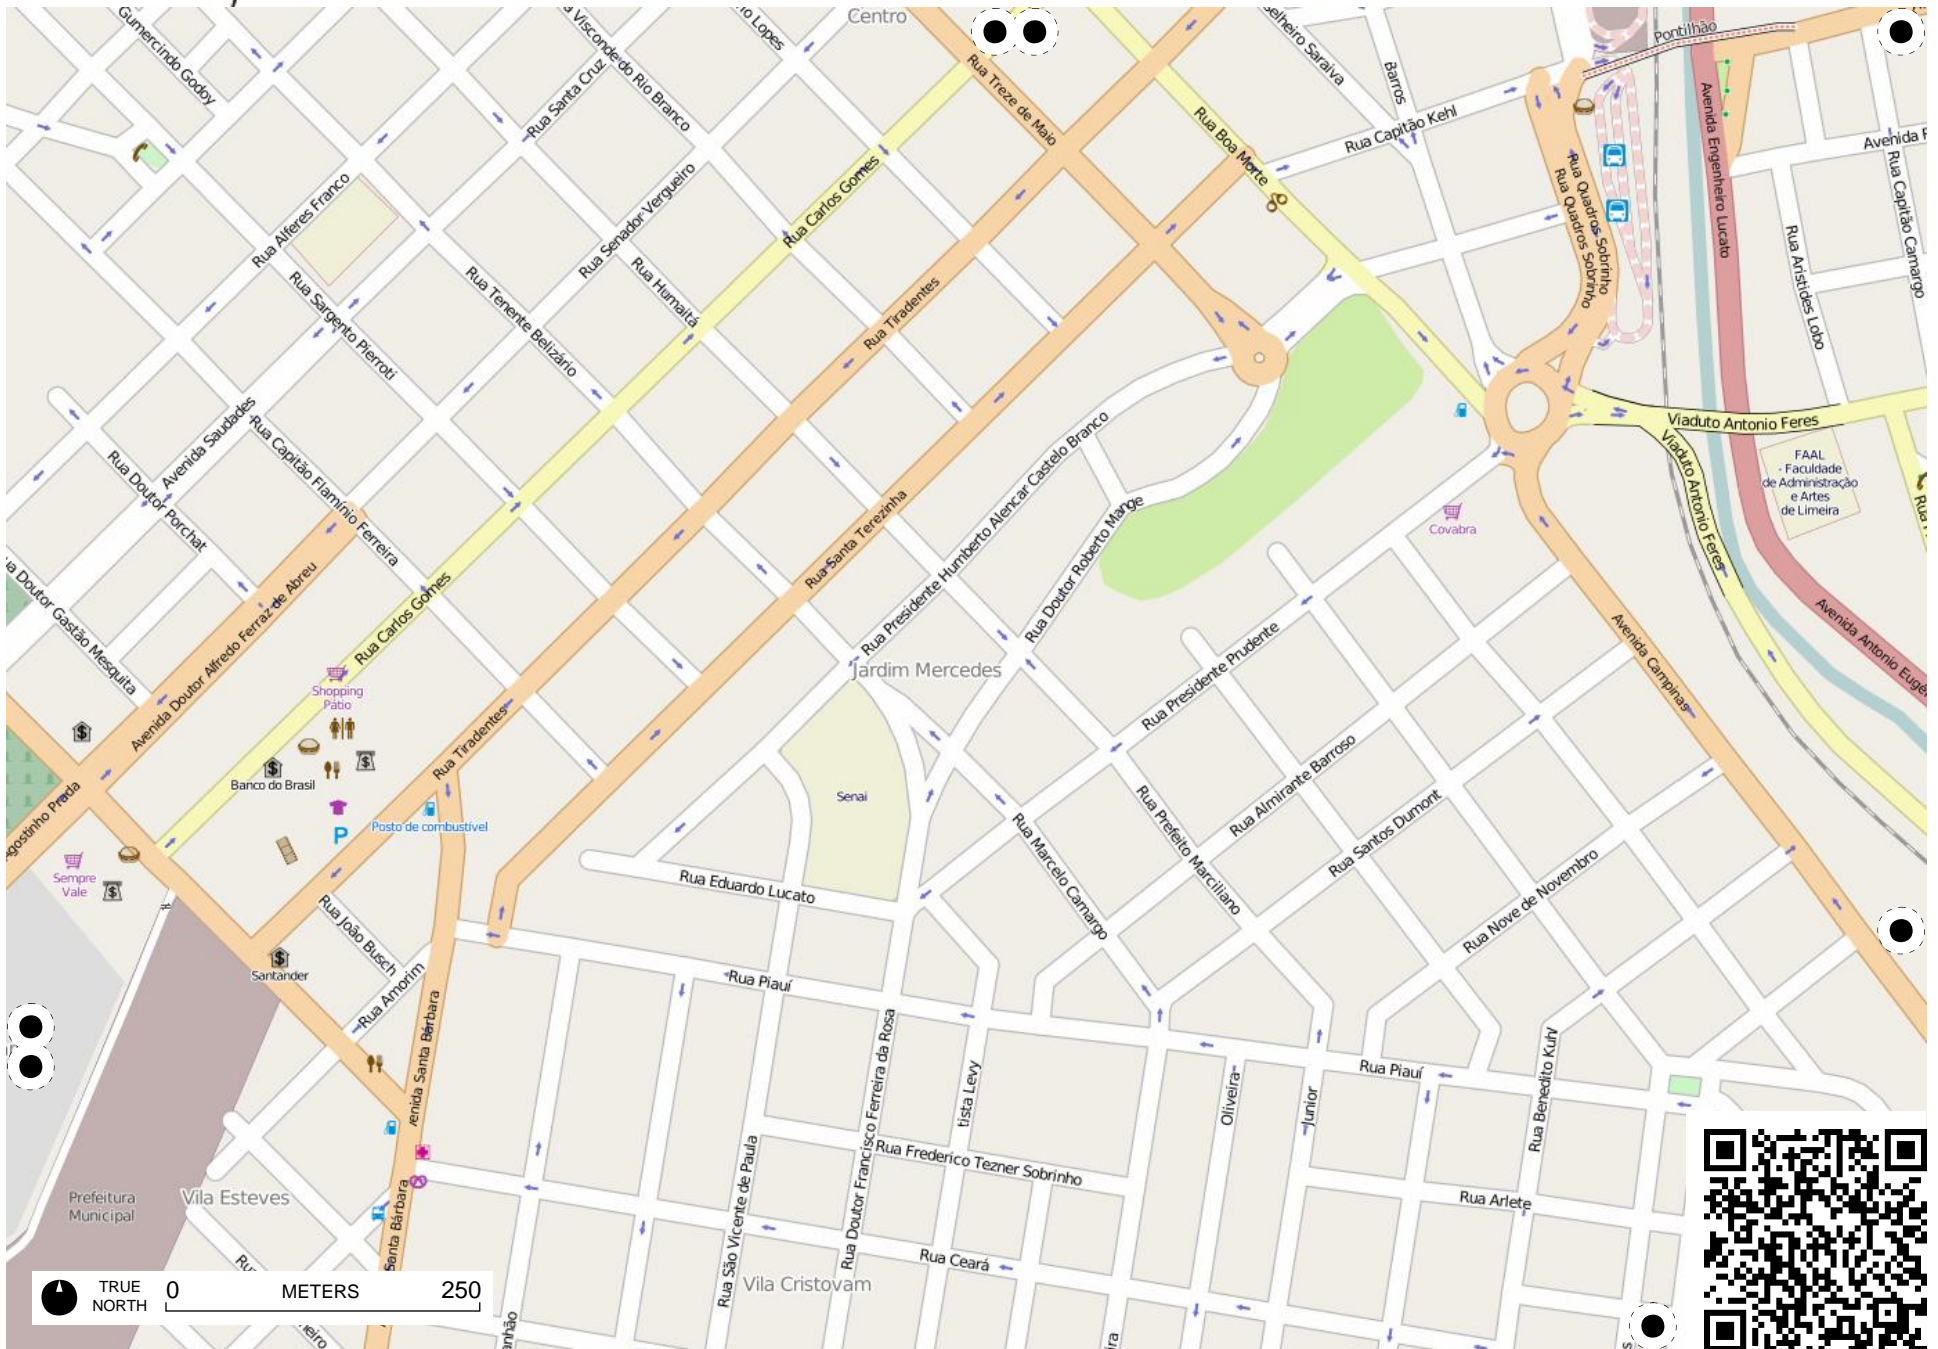 Gumercindo Godoy
Rua Visconde do Rio Branco
Rua Santa Cruz
Lopes
Centro
Rua Treze de Maio
Rua Boa Morte
selheiro Saraiva
Barros
Rua Capitão Kehl
Pontilhão
Avenida Engenheiro Lucato
Rua Quadros Sobrinho
Rua Quadros Sobrinho
Avenida
Rua Capitão Camargo
Rua Aristides Lobo
Rua Alferes Franco
Rua Senador Vergueiro
Rua Carlos Gomes
Rua Sargento Pierroti
Rua Tenente Belizário
Rua Humaitá
Rua Tiradentes
Avenida Saudades
Rua Capitão Flamínio Ferreira
Rua Doutor Porchat
Rua Santa Terezinha
Rua Presidente Humberto Alencar Castelo Branco
Rua Doutor Roberto Mange
Viaduto Antonio Feres
Viaduto Antonio Feres
FAAL
- Faculdade
de Administração
e Artes
de Limeira
Rua
Covabra
Rua Doutor Gastão Mesquita
Avenida Doutor Alfredo Ferraz de Abreu
Rua Carlos Gomes
Jardim Mercedes
Rua Presidente Prudente
Avenida Campinas
Avenida Antonio Eugê
Shopping
Pátio
Rua Tiradentes
Banco do Brasil
P
Posto de combustível
Agostinho Prada
Sempre
Vale
Senai
Rua Almirante Barroso
Rua Santos Dumont
Rua Prefeito Marciliano
Rua Marcelo Camargo
Rua Nove de Novembro
Rua Eduardo Lucato
Rua João Busch
Santander
Rua Amorim
Rua Piauí
Avenida Santa Bárbara
Rua Doutor Francisco Ferreira da Rosa
tista Levy
Oliveira
Junior
Rua Piauí
Rua Benedito Kuhl
Rua Frederico Tezner Sobrinho
Rua São Vicente de Paula
Rua Arlete
Prefeitura
Municipal
Vila Esteves
Santa Bárbara
Rua Ceará
Vila Cristovam
TRUE
NORTH
0 METERS 250